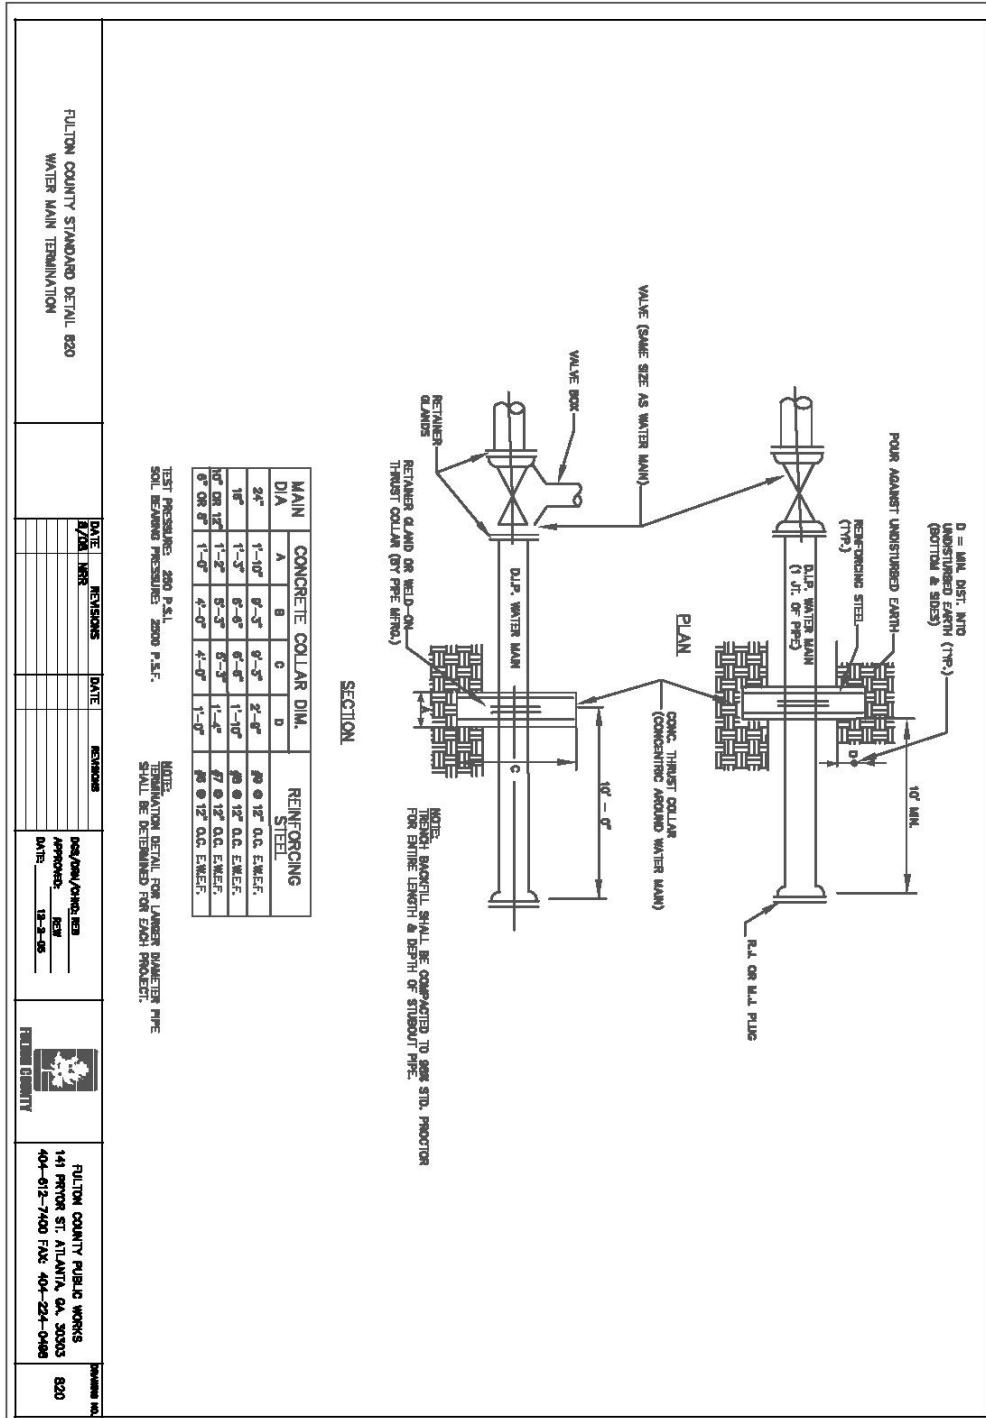 D = MIN. DIST. INTO
UNDISTURBED EARTH (TYP.)
(BOTTOM & SIDES)
POUR AGAINST UNDISTURBED EARTH
REINFORCING STEEL
(TYP.)
D.I.P. WATER MAIN
(1 JT. OF PIPE)
D
10' MIN.
R.J. OR M.J. PLUG
PLAN
VALVE (SAME SIZE AS WATER MAIN)
CONC. THRUST COLLAR
(CONCENTRIC AROUND WATER MAIN)
VALVE BOX
10' - 0"
D.I.P. WATER MAIN
A
C
RETAINER
GLANDS
RETAINER GLAND OR WELD-ON
THRUST COLLAR (BY PIPE MFRG.)
NOTE:
TRENCH BACKFILL SHALL BE COMPACTED TO 98% STD. PROCTOR
FOR ENTIRE LENGTH & DEPTH OF STUBOUT PIPE.
SECTION
MAIN DIA CONCRETE COLLAR DIM. REINFORCING STEEL
A B C D
24" 1'-10" 9'-3" 9'-3" 2'-9" #9 @ 12" O.C. E.W.E.F.
16" 1'-3" 6'-6" 6'-6" 1'-10" #8 @ 12" O.C. E.W.E.F.
10" OR 12" 1'-2" 5'-3" 5'-3" 1'-4" #7 @ 12" O.C. E.W.E.F.
6" OR 8" 1'-0" 4'-0" 4'-0" 1'-0" #6 @ 12" O.C. E.W.E.F.
TEST PRESSURE: 250 P.S.I.
SOIL BEARING PRESSURE: 2500 P.S.F.
NOTE:
TERMINATION DETAIL FOR LARGER DIAMETER PIPE
SHALL BE DETERMINED FOR EACH PROJECT.
FULTON COUNTY STANDARD DETAIL 820
WATER MAIN TERMINATION
DATE REVISIONS DATE REVISIONS
NRR
APPROVED: REW
DATE: 12-2-05
FULTON COUNTY
FULTON COUNTY PUBLIC WORKS
141 PRYOR ST. ATLANTA, GA. 30303
404-612-7400 FAX: 404-224-0498
DRAWING NO.
820